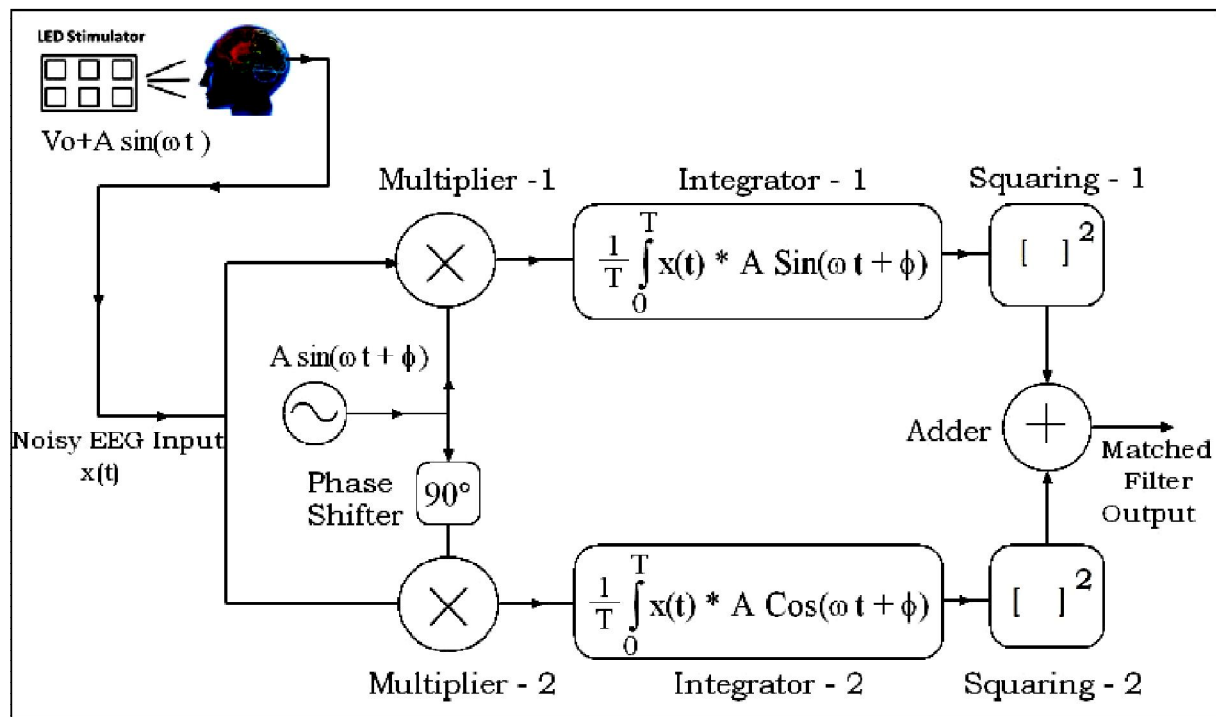 LED Stimulator
Vo+A sin(ω t )
Multiplier -1
Integrator - 1
Squaring - 1
×
1/T ∫₀ᵀ x(t) * A Sin(ω t + ϕ)
[ ]²
A sin(ω t + ϕ)
Noisy EEG Input
x(t)
Phase
Shifter
90°
Adder
+
Matched
Filter
Output
×
1/T ∫₀ᵀ x(t) * A Cos(ω t + ϕ)
[ ]²
Multiplier - 2
Integrator - 2
Squaring - 2